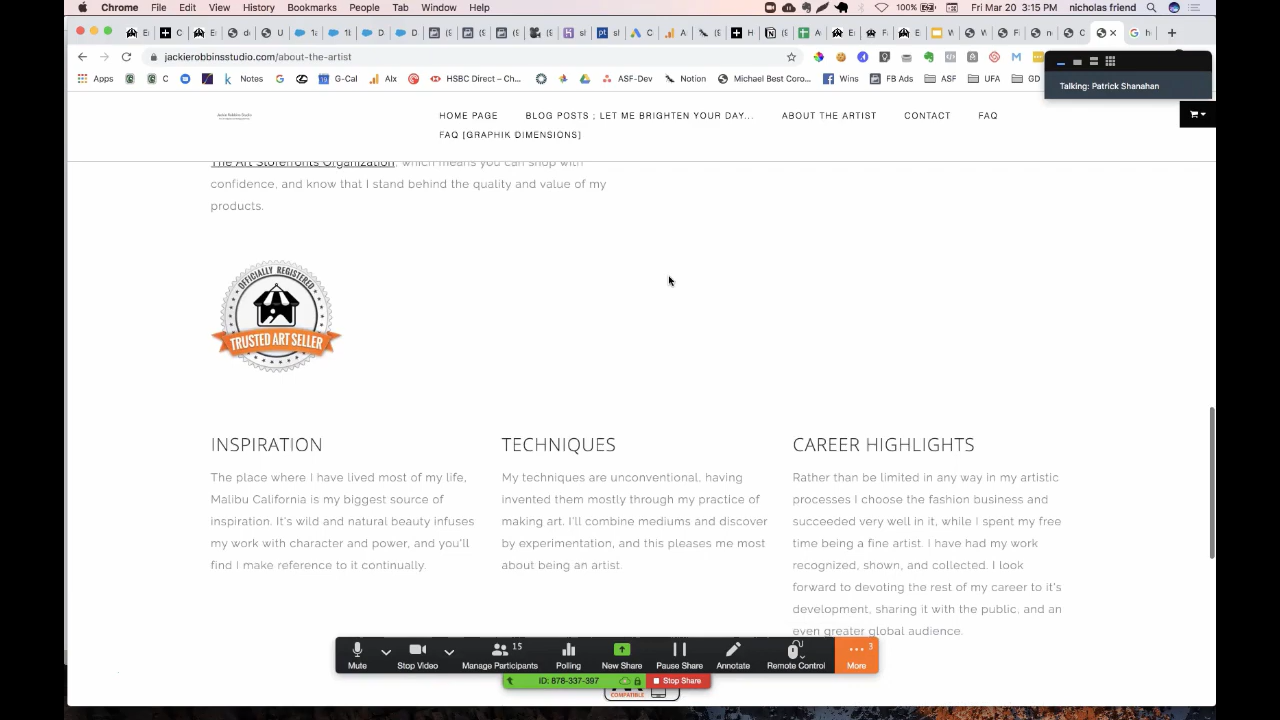 Chrome File Edit View History Bookmarks People Tab Window Help
100% Fri Mar 20 3:15 PM nicholas friend
jackierobbinsstudio.com/about-the-artist
Apps G C Notes G-Cal Alx HSBC Direct – Ch... ASF-Dev Notion Michael Best Coro... Wins FB Ads ASF UFA GD
Talking: Patrick Shanahan
HOME PAGE BLOG POSTS ; LET ME BRIGHTEN YOUR DAY... ABOUT THE ARTIST CONTACT FAQ
FAQ [GRAPHIK DIMENSIONS]
The Art Storefronts Organization, which means you can shop with
confidence, and know that I stand behind the quality and value of my
products.
OFFICIALLY REGISTERED
TRUSTED ART SELLER
INSPIRATION
The place where I have lived most of my life,
Malibu California is my biggest source of
inspiration. It's wild and natural beauty infuses
my work with character and power, and you'll
find I make reference to it continually.
TECHNIQUES
My techniques are unconventional, having
invented them mostly through my practice of
making art. I'll combine mediums and discover
by experimentation, and this pleases me most
about being an artist.
CAREER HIGHLIGHTS
Rather than be limited in any way in my artistic
processes I choose the fashion business and
succeeded very well in it, while I spent my free
time being a fine artist. I have had my work
recognized, shown, and collected. I look
forward to devoting the rest of my career to it's
development, sharing it with the public, and an
even greater global audience.
15 3
Mute Stop Video Manage Participants Polling New Share Pause Share Annotate Remote Control More
ID: 878-337-397 Stop Share
COMPATIBLE